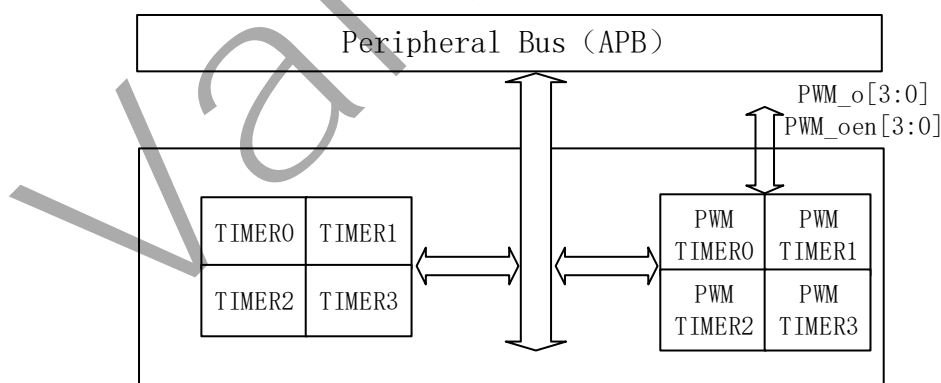 Peripheral Bus（APB）
PWM_o[3:0]
PWM_oen[3:0]
TIMER0
TIMER1
TIMER2
TIMER3
PWM
TIMER0
PWM
TIMER1
PWM
TIMER2
PWM
TIMER3